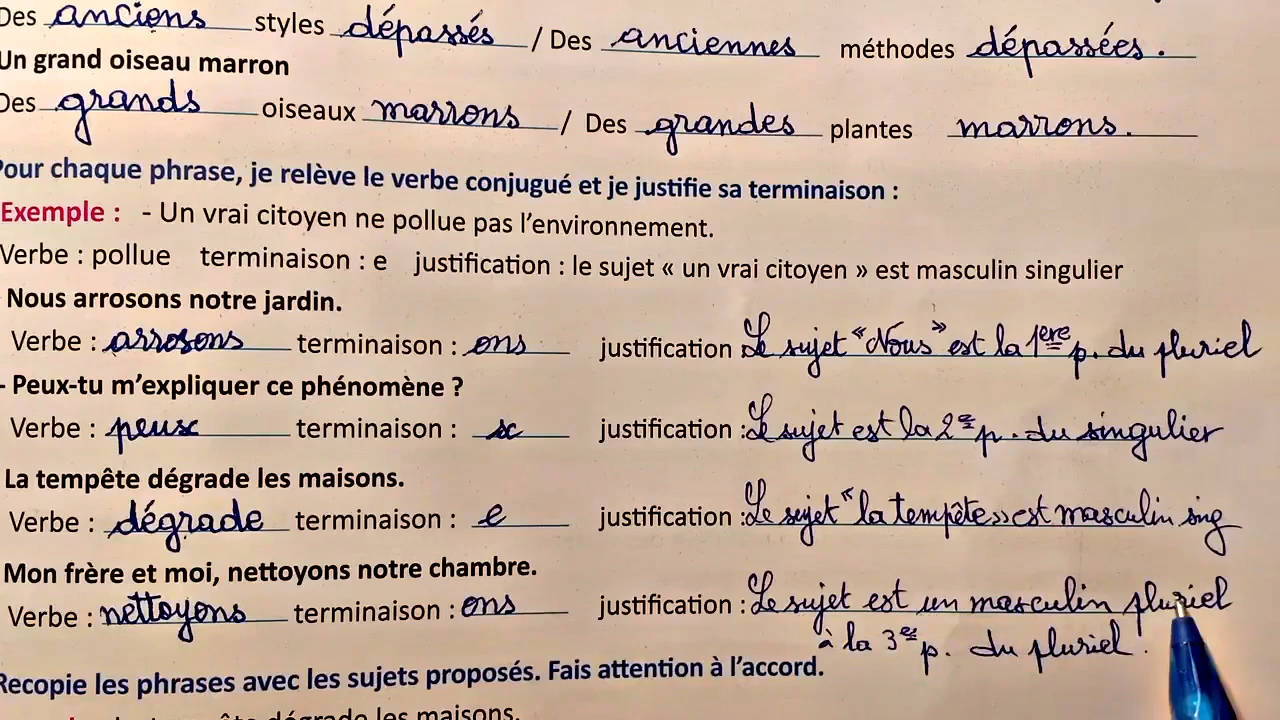 Des anciens styles dépassés / Des anciennes méthodes dépassées.
Un grand oiseau marron
Des grands oiseaux marrons / Des grandes plantes marrons.
Pour chaque phrase, je relève le verbe conjugué et je justifie sa terminaison :
Exemple : - Un vrai citoyen ne pollue pas l'environnement.
Verbe : pollue terminaison : e justification : le sujet « un vrai citoyen » est masculin singulier
Nous arrosons notre jardin.
Verbe : arrosons terminaison : ons justification : Le sujet "Nous" est la 1ère p. du pluriel
- Peux-tu m'expliquer ce phénomène ?
Verbe : peux terminaison : x justification : Le sujet est la 2e p. du singulier
La tempête dégrade les maisons.
Verbe : dégrade terminaison : e justification : Le sujet "la tempête» est masculin sing
Mon frère et moi, nettoyons notre chambre.
Verbe : nettoyons terminaison : ons justification : Le sujet est un masculin pluriel
à la 3es p. du pluriel.
Recopie les phrases avec les sujets proposés. Fais attention à l'accord.
tempête dégrade les maisons.